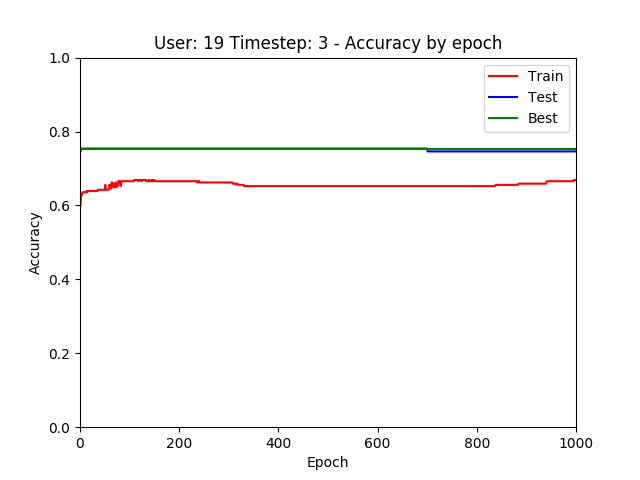 User: 19 Timestep: 3 - Accuracy by epoch
1.0
0.8
0.6
0.4
0.2
0.0
Accuracy
Train
Test
Best
0 200 400 600 800 1000
Epoch